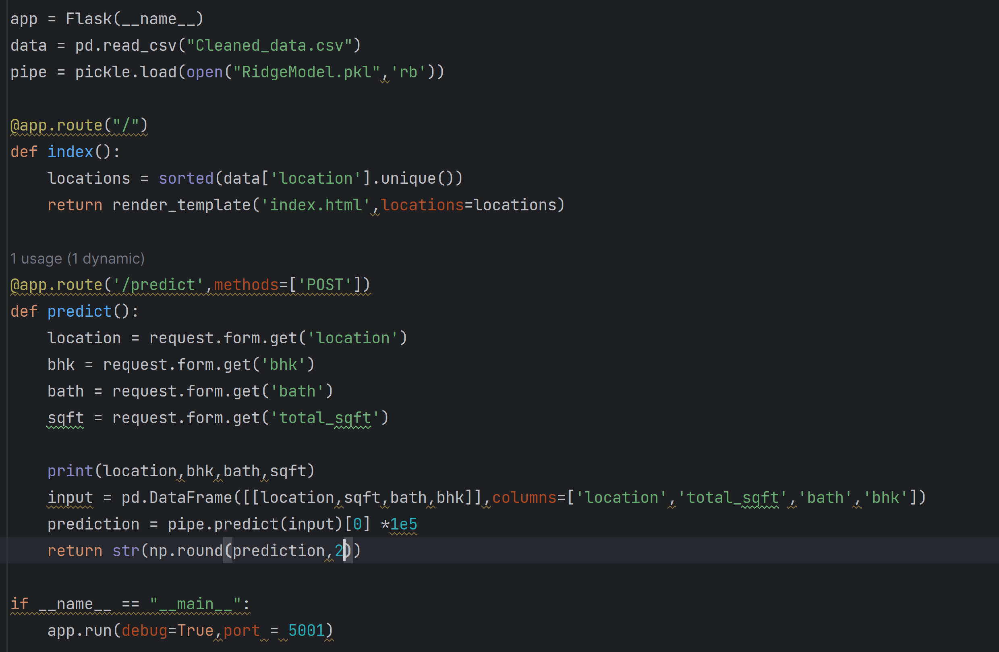 app = Flask(__name__)
data = pd.read_csv("Cleaned_data.csv")
pipe = pickle.load(open("RidgeModel.pkl",'rb'))
@app.route("/")
def index():
    locations = sorted(data['location'].unique())
    return render_template('index.html',locations=locations)
1 usage (1 dynamic)
@app.route('/predict',methods=['POST'])
def predict():
    location = request.form.get('location')
    bhk = request.form.get('bhk')
    bath = request.form.get('bath')
    sqft = request.form.get('total_sqft')
    print(location,bhk,bath,sqft)
    input = pd.DataFrame([[location,sqft,bath,bhk]],columns=['location','total_sqft','bath','bhk'])
    prediction = pipe.predict(input)[0] *1e5
    return str(np.round(prediction,2))
if __name__ == "__main__":
    app.run(debug=True,port = 5001)